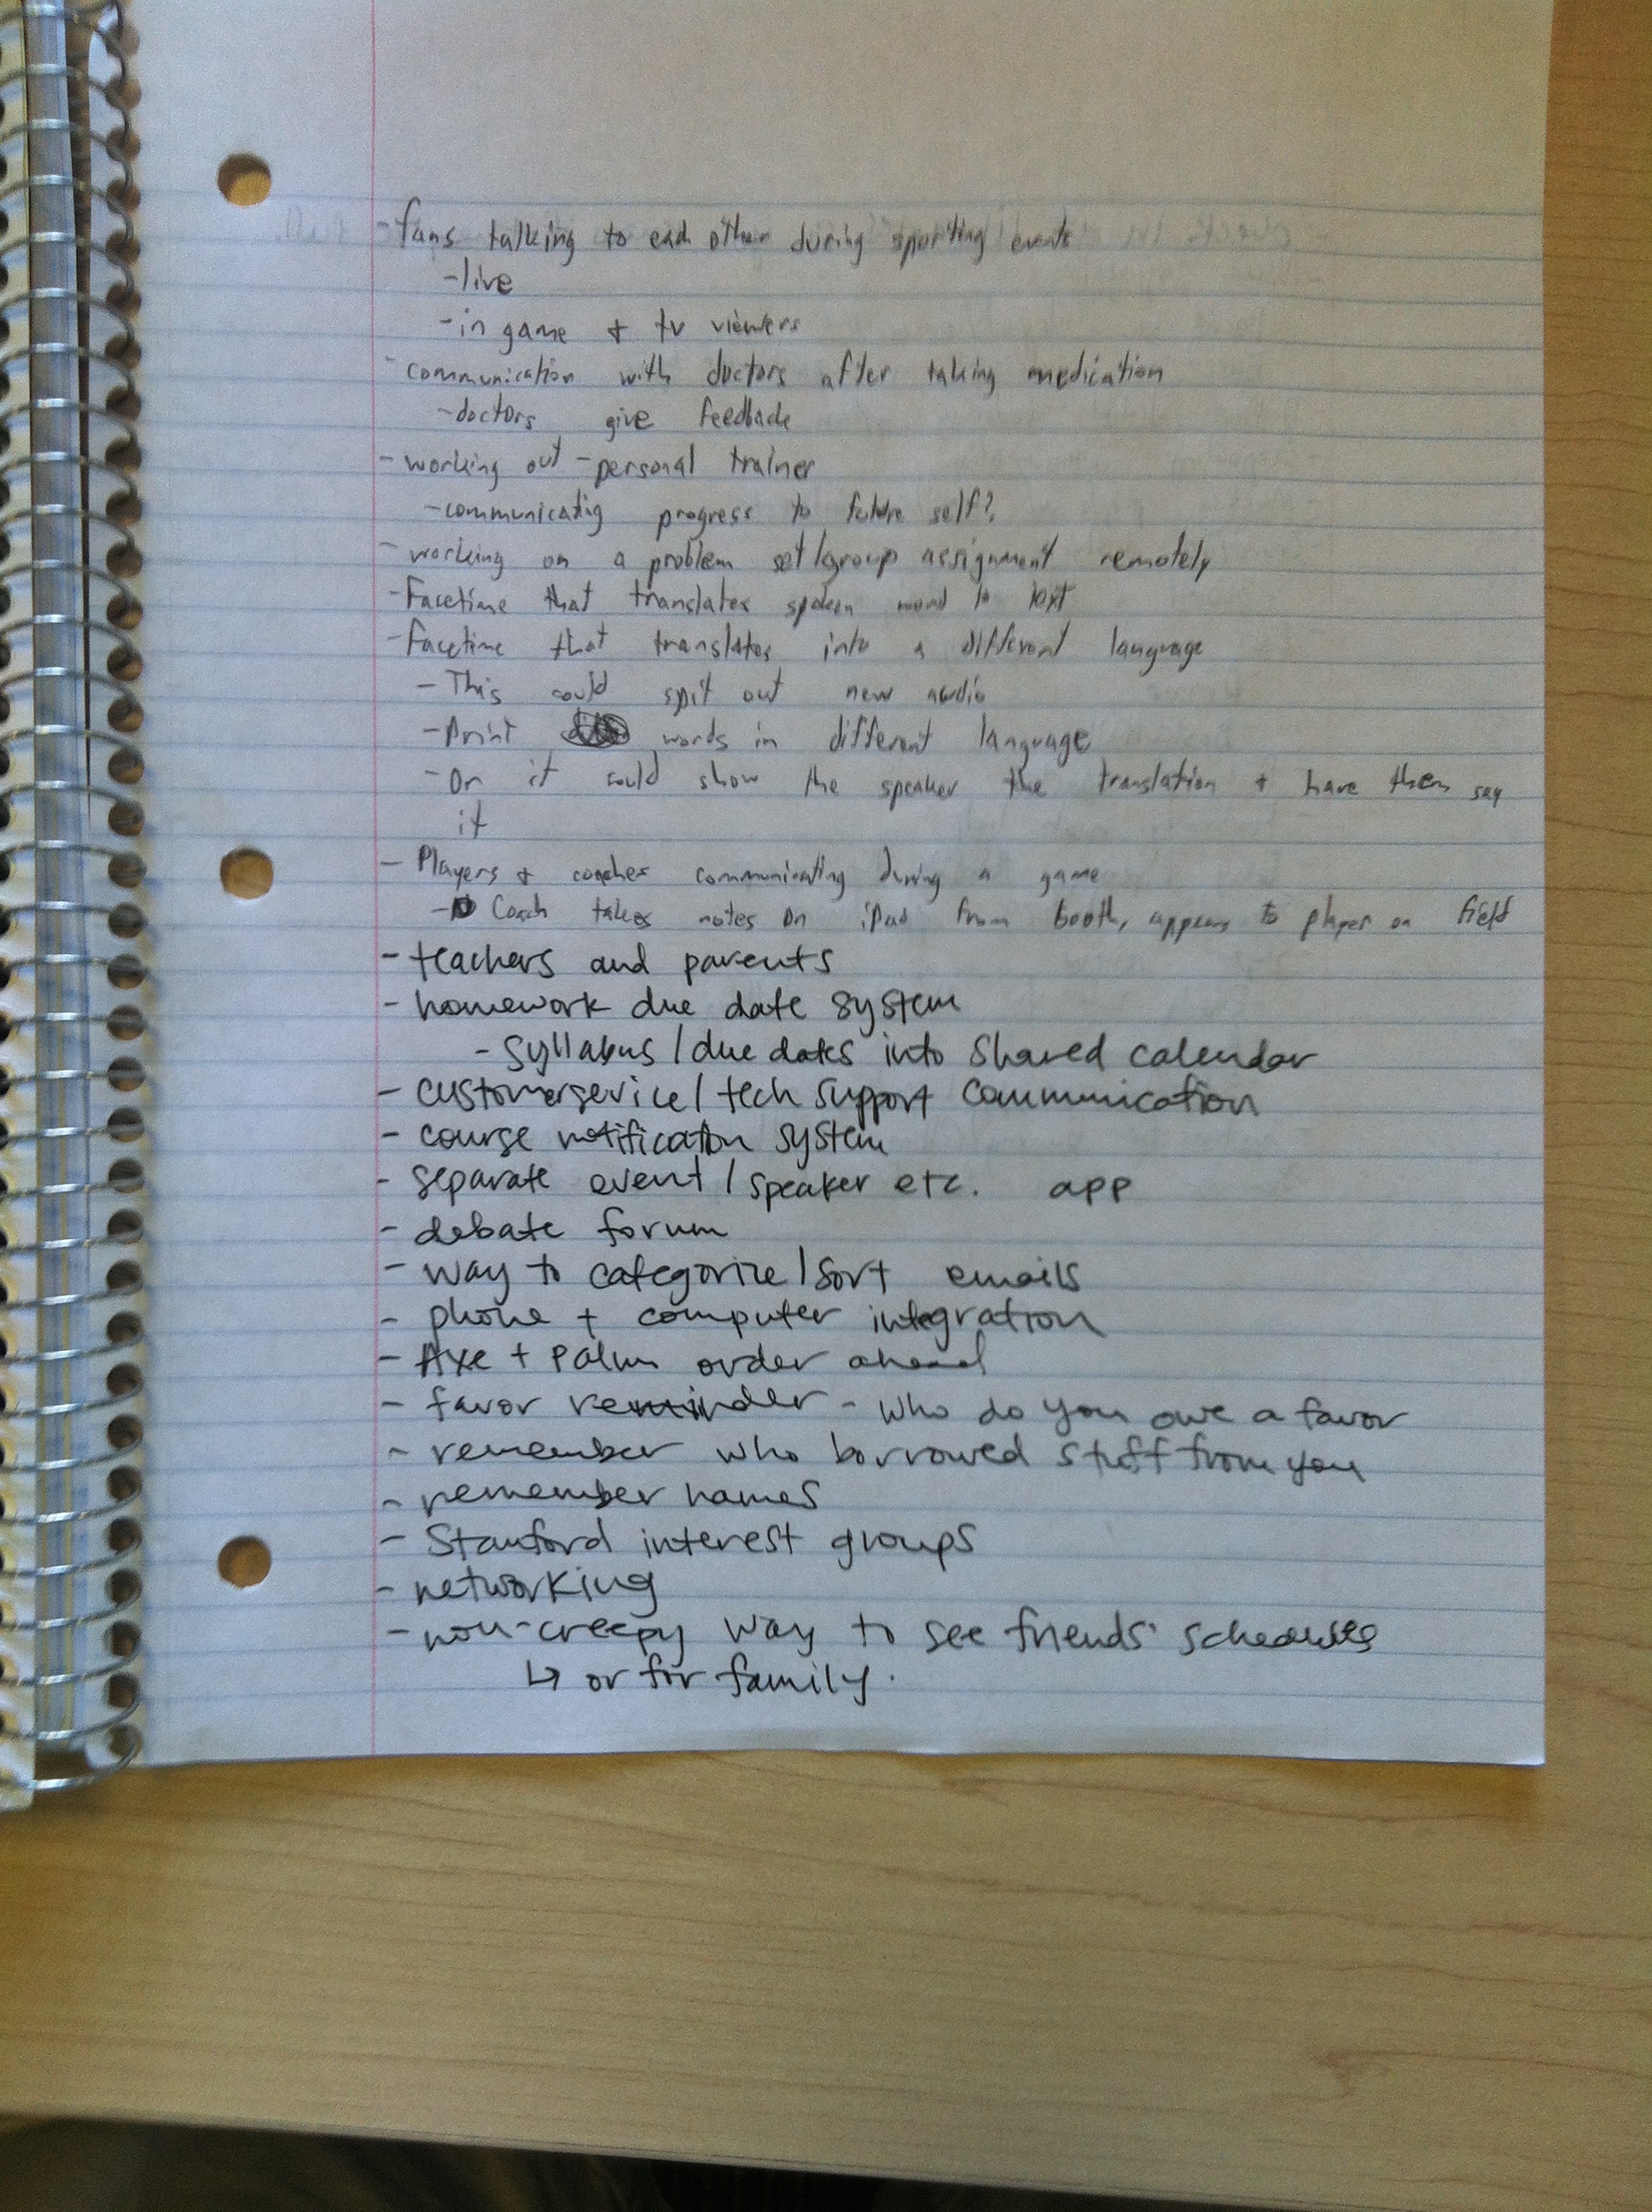 - fans talking to each other during sporting events
- live
- in game + tv viewers
- communication with doctors after taking medication
- doctors give feedback
- working out - personal trainer
- communicating progress to future self?
- working on a problem set/group assignment remotely
- Facetime that translates spoken word to text
- Facetime that translates into a different language
- This could spit out new audio
- Print words in different language
- Or it could show the speaker the translation + have them say
it
- Players + coaches communicating during a game
- Coach takes notes on iPad from booth, appears to player on field
- teachers and parents
- homework due date system
- syllabus/due dates into shared calendar
- customerservice/tech support communication
- course notification system
- separate event/speaker etc. app
- debate forum
- way to categorize/sort emails
- phone + computer integration
- Axe + Palm order ahead
- favor reminder - who do you owe a favor
- remember who borrowed stuff from you
- remember names
- Stanford interest groups
- networking
- non-creepy way to see friends' schedules
↳ or for family.